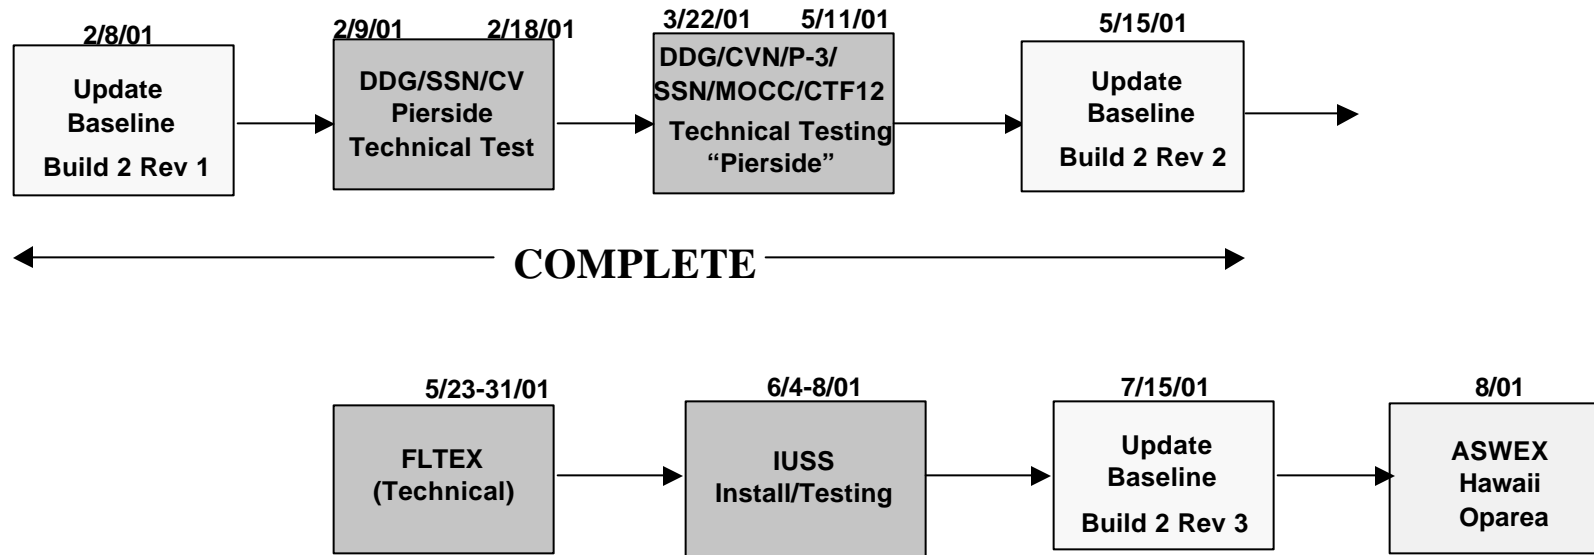 2/8/01
Update
Baseline
Build 2 Rev 1
2/9/01 2/18/01
DDG/SSN/CV
Pierside
Technical Test
3/22/01 5/11/01
DDG/CVN/P-3/
SSN/MOCC/CTF12
Technical Testing
“Pierside”
5/15/01
Update
Baseline
Build 2 Rev 2
COMPLETE
5/23-31/01
FLTEX
(Technical)
6/4-8/01
IUSS
Install/Testing
7/15/01
Update
Baseline
Build 2 Rev 3
8/01
ASWEX
Hawaii
Oparea